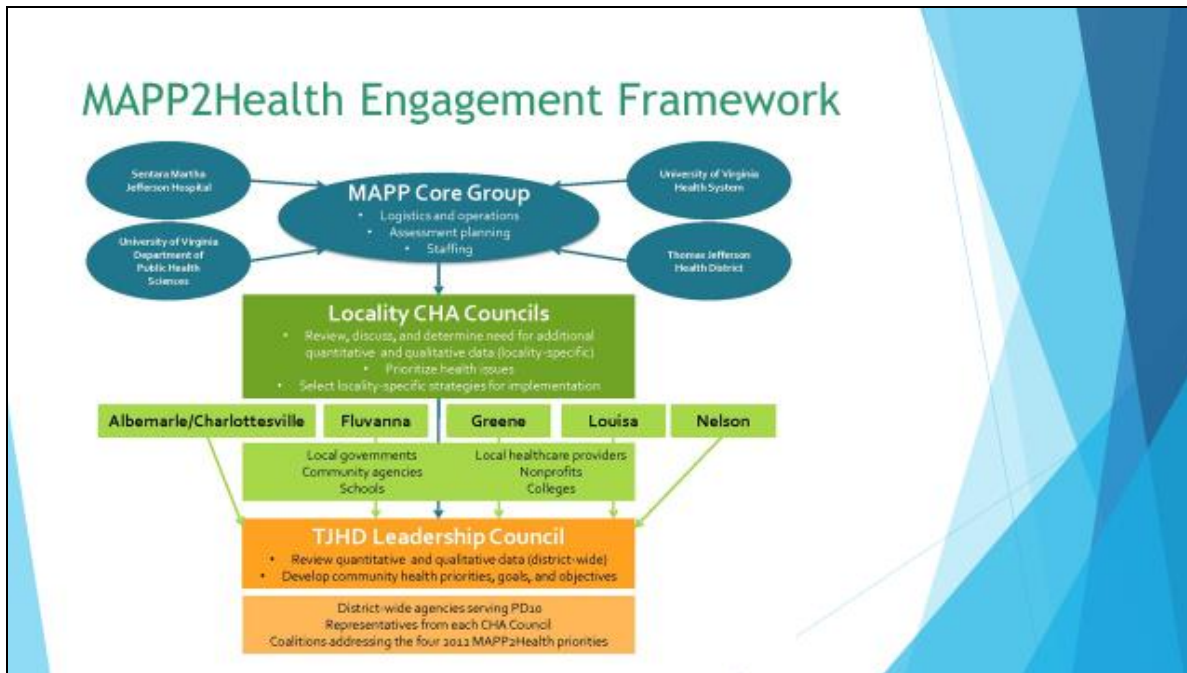 MAPP2Health Engagement Framework
Sentara Martha
Jefferson Hospital
University of Virginia
Health System
MAPP Core Group
• Logistics and operations
• Assessment planning
• Staffing
University of Virginia
Department of
Public Health
Sciences
Thomas Jefferson
Health District
Locality CHA Councils
• Review, discuss, and determine need for additional
quantitative and qualitative data (locality-specific)
• Prioritize health issues
• Select locality-specific strategies for implementation
Albemarle/Charlottesville
Fluvanna
Greene
Louisa
Nelson
Local governments
Community agencies
Schools
Local healthcare providers
Nonprofits
Colleges
TJHD Leadership Council
• Review quantitative and qualitative data (district-wide)
• Develop community health priorities, goals, and objectives
District-wide agencies serving PD10
Representatives from each CHA Council
Coalitions addressing the four 2012 MAPP2Health priorities